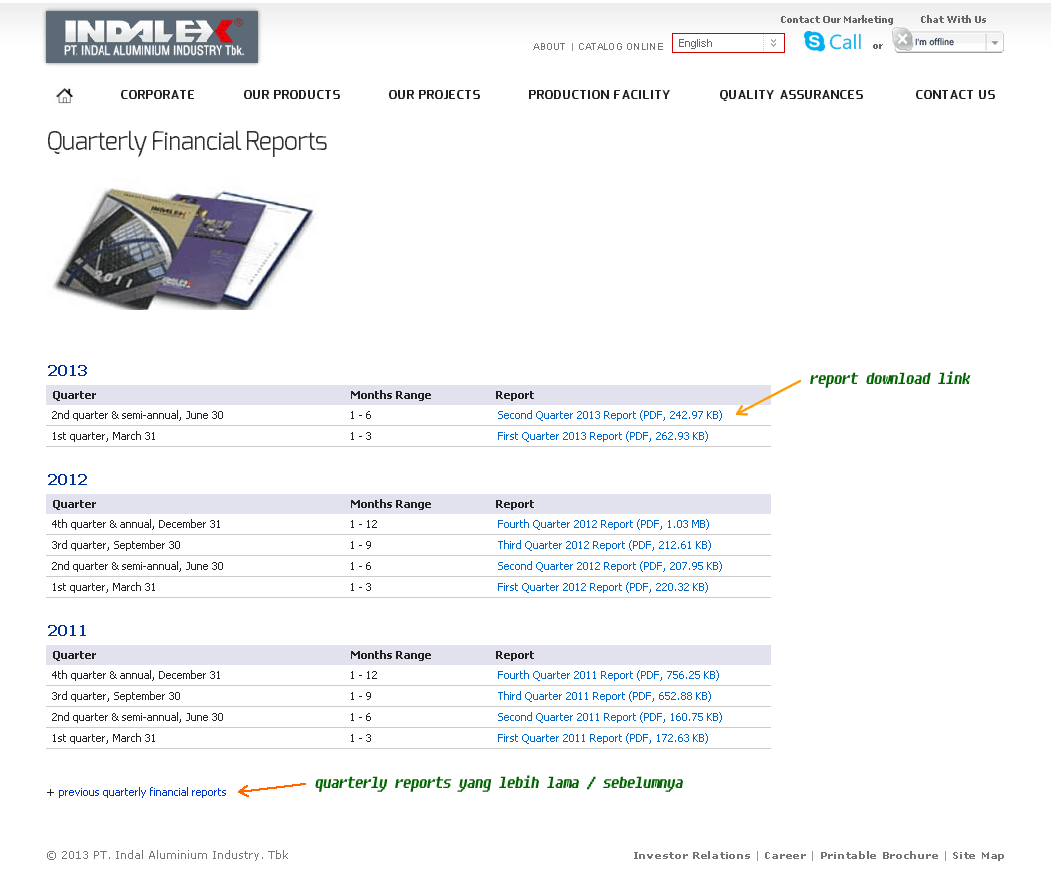 INDALEX®
PT. INDAL ALUMINIUM INDUSTRY Tbk.
Contact Our Marketing Chat With Us
ABOUT | CATALOG ONLINE English Call or I'm offline
CORPORATE OUR PRODUCTS OUR PROJECTS PRODUCTION FACILITY QUALITY ASSURANCES CONTACT US
Quarterly Financial Reports
INDALEX
2011
INDALEX
2013
report download link
Quarter Months Range Report
2nd quarter & semi-annual, June 30 1 - 6 Second Quarter 2013 Report (PDF, 242.97 KB)
1st quarter, March 31 1 - 3 First Quarter 2013 Report (PDF, 262.93 KB)
2012
Quarter Months Range Report
4th quarter & annual, December 31 1 - 12 Fourth Quarter 2012 Report (PDF, 1.03 MB)
3rd quarter, September 30 1 - 9 Third Quarter 2012 Report (PDF, 212.61 KB)
2nd quarter & semi-annual, June 30 1 - 6 Second Quarter 2012 Report (PDF, 207.95 KB)
1st quarter, March 31 1 - 3 First Quarter 2012 Report (PDF, 220.32 KB)
2011
Quarter Months Range Report
4th quarter & annual, December 31 1 - 12 Fourth Quarter 2011 Report (PDF, 756.25 KB)
3rd quarter, September 30 1 - 9 Third Quarter 2011 Report (PDF, 652.88 KB)
2nd quarter & semi-annual, June 30 1 - 6 Second Quarter 2011 Report (PDF, 160.75 KB)
1st quarter, March 31 1 - 3 First Quarter 2011 Report (PDF, 172.63 KB)
+ previous quarterly financial reports quarterly reports yang lebih lama / sebelumnya
© 2013 PT. Indal Aluminium Industry. Tbk Investor Relations | Career | Printable Brochure | Site Map